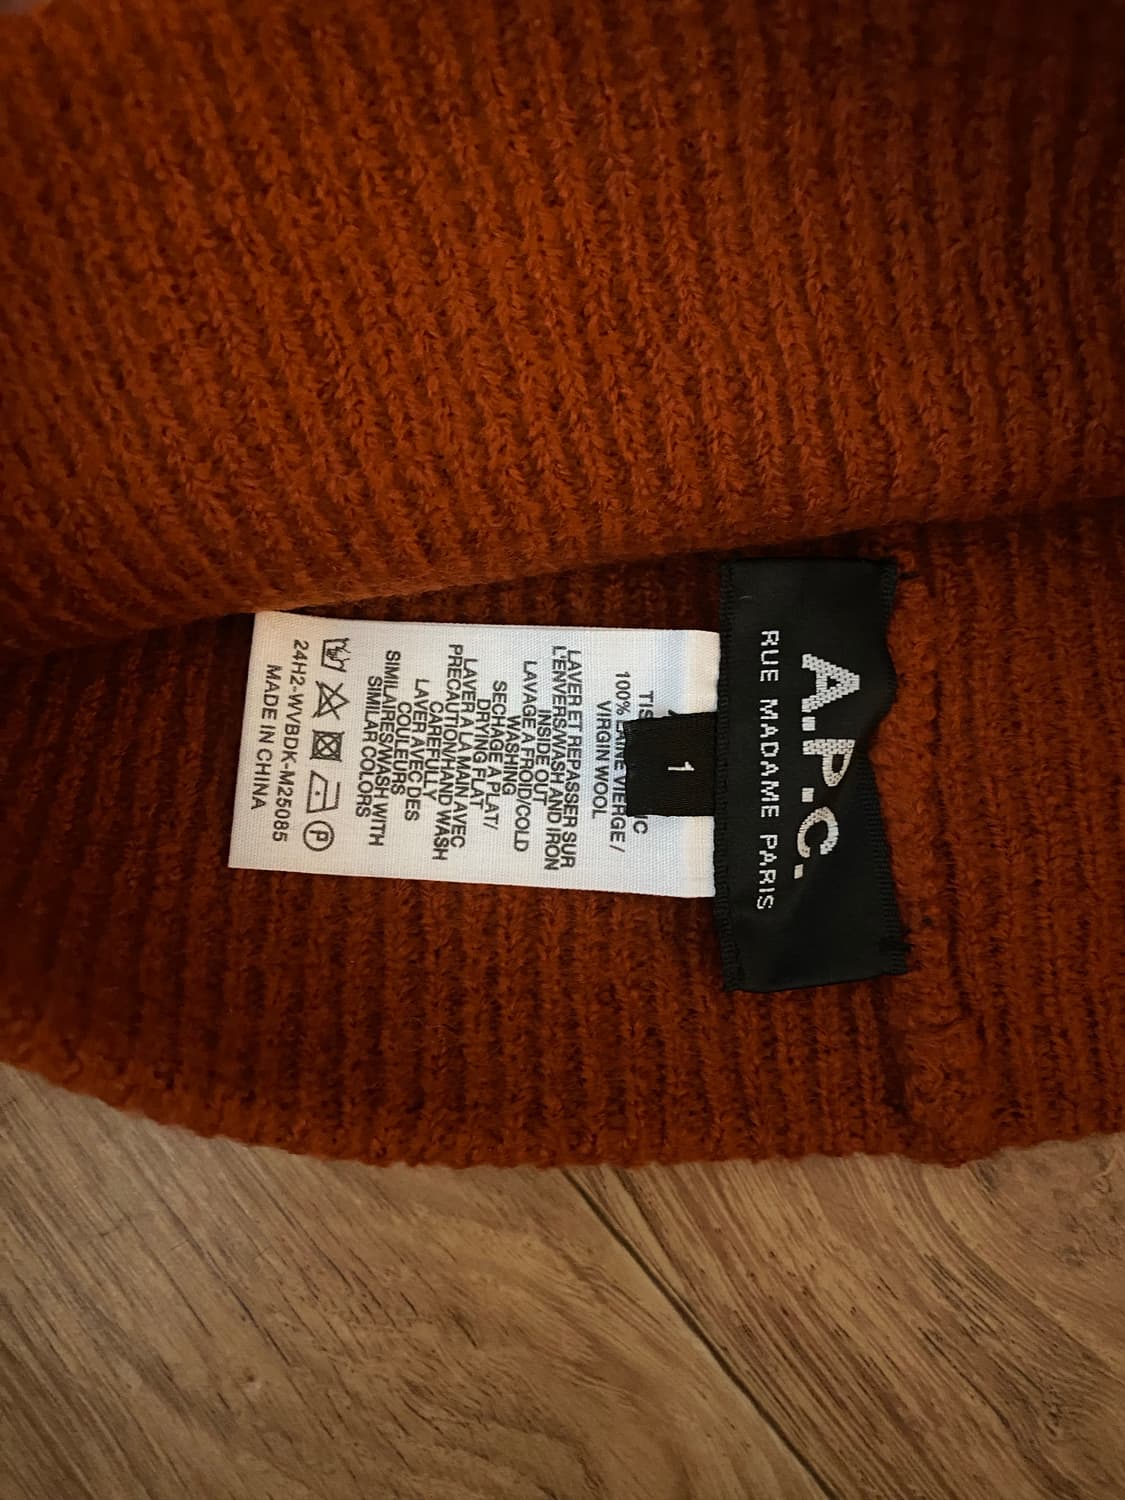 A.P.C.
RUE MADAME PARIS
1
100%
VIERGE /
VIRGIN WOOL
LAVER ET REPASSER SUR
L'ENVERS/WASH AND IRON
INSIDE OUT
LAVAGE A FROID/COLD
WASHING
SECHAGE A PLAT/
DRYING FLAT
LAVER A LA MAIN AVEC
PRECAUTION/HAND WASH
CAREFULLY
LAVER AVEC DES
COULEURS
SIMILAIRES/WASH WITH
SIMILAR COLORS
P
24H2-WVBDK-M25085
MADE IN CHINA